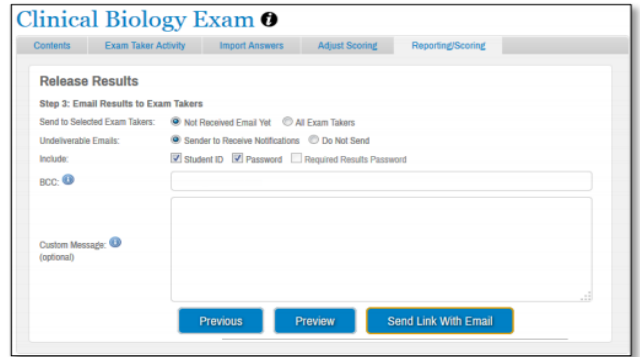 Clinical Biology Exam i
Contents Exam Taker Activity Import Answers Adjust Scoring Reporting/Scoring
Release Results
Step 3: Email Results to Exam Takers
Send to Selected Exam Takers: Not Received Email Yet All Exam Takers
Undeliverable Emails: Sender to Receive Notifications Do Not Send
Include: Student ID Password Required Results Password
BCC: i
Custom Message: i
(optional)
Previous Preview Send Link With Email